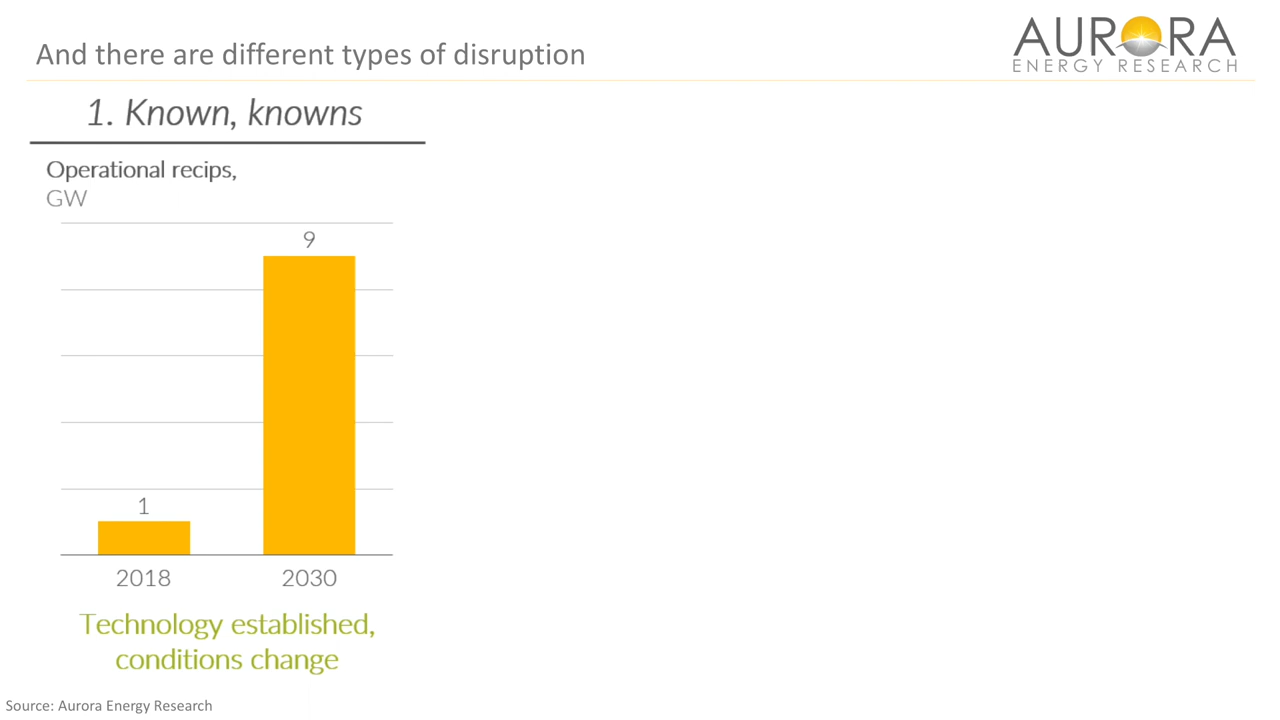 And there are different types of disruption
AURORA
ENERGY RESEARCH
1. Known, knowns
Operational recips,
GW
9
1
2018
2030
Technology established,
conditions change
Source: Aurora Energy Research